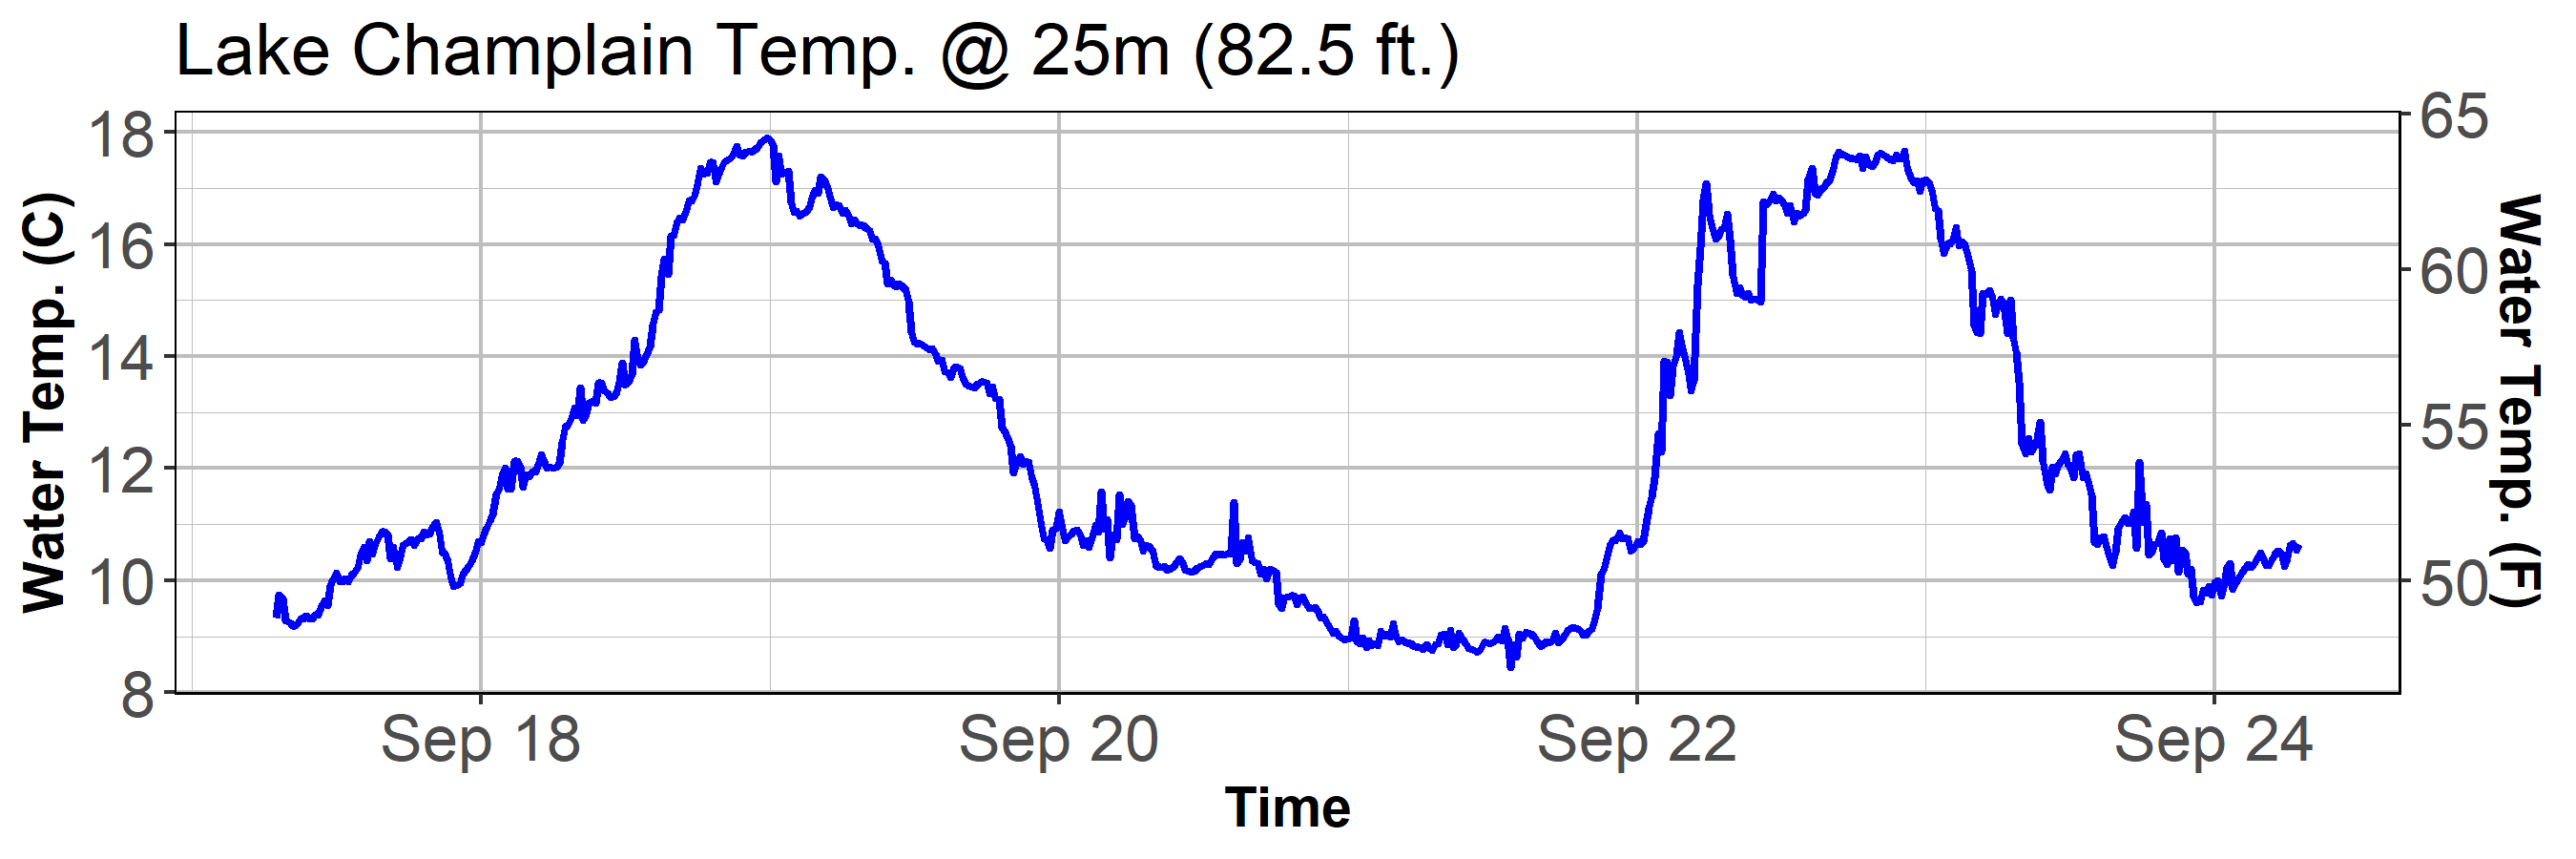 Lake Champlain Temp. @ 25m (82.5 ft.)
Water Temp. (C)
18
16
14
12
10
8
65
60
55
50
Water Temp. (F)
Sep 18
Sep 20
Sep 22
Sep 24
Time